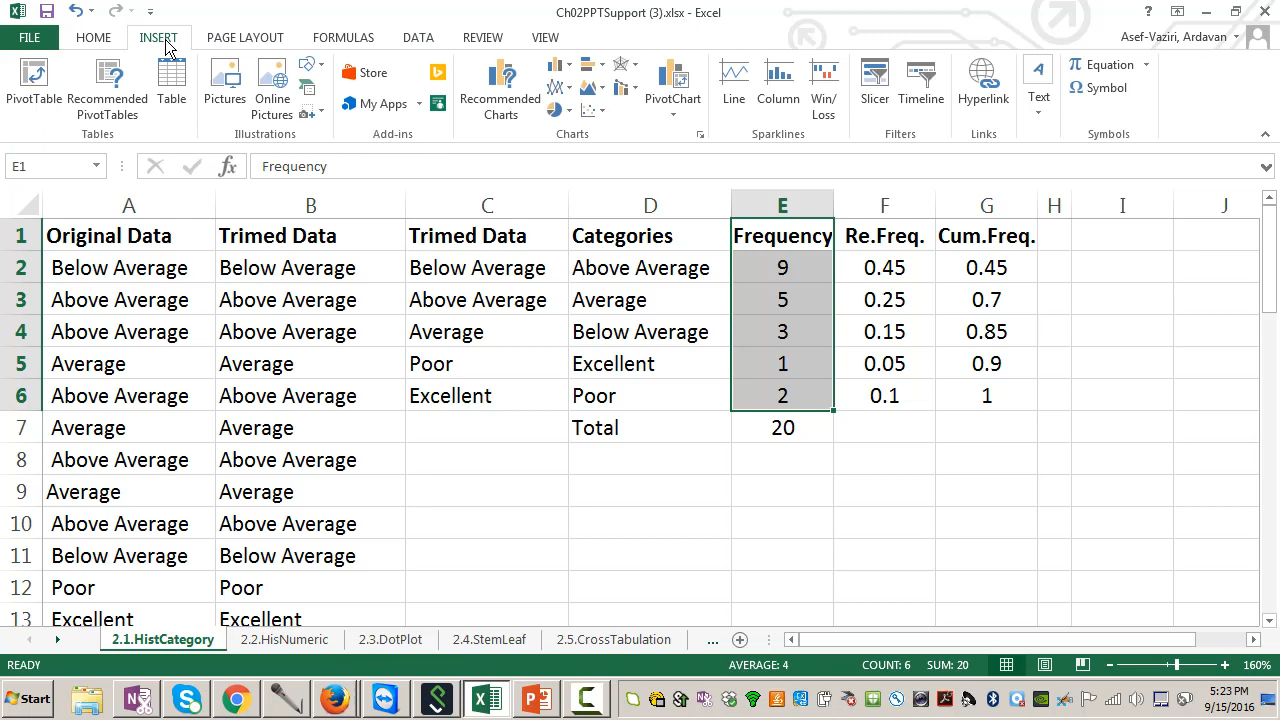 Ch02PPTSupport (3).xlsx - Excel
?
FILE HOME INSERT PAGE LAYOUT FORMULAS DATA REVIEW VIEW Asef-Vaziri, Ardavan
PivotTable Recommended PivotTables Table Pictures Online Pictures Store My Apps Recommended Charts PivotChart Line Column Win/ Loss Slicer Timeline Hyperlink Text Equation Symbol
Tables Illustrations Add-ins Charts Sparklines Filters Links Symbols
E1 fx Frequency
A B C D E F G H I J
1 Original Data Trimed Data Trimed Data Categories Frequency Re.Freq. Cum.Freq.
2 Below Average Below Average Below Average Above Average 9 0.45 0.45
3 Above Average Above Average Above Average Average 5 0.25 0.7
4 Above Average Above Average Average Below Average 3 0.15 0.85
5 Average Average Poor Excellent 1 0.05 0.9
6 Above Average Above Average Excellent Poor 2 0.1 1
7 Average Average Total 20
8 Above Average Above Average
9 Average Average
10 Above Average Above Average
11 Below Average Below Average
12 Poor Poor
13 Excellent Excellent
2.1.HistCategory 2.2.HisNumeric 2.3.DotPlot 2.4.StemLeaf 2.5.CrossTabulation ...
READY AVERAGE: 4 COUNT: 6 SUM: 20 160%
Start 5:23 PM
9/15/2016